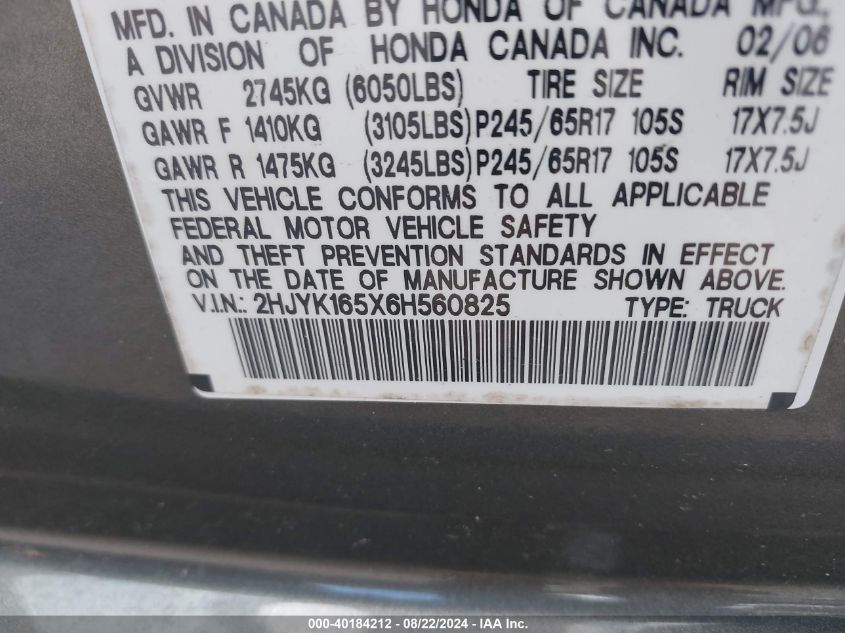 MFD. IN CANADA BY HONDA OF CANADA MFG.,
A DIVISION OF HONDA CANADA INC. 02/06
GVWR 2745KG (6050LBS) TIRE SIZE RIM SIZE
GAWR F 1410KG (3105LBS) P245/65R17 105S 17X7.5J
GAWR R 1475KG (3245LBS) P245/65R17 105S 17X7.5J
THIS VEHICLE CONFORMS TO ALL APPLICABLE
FEDERAL MOTOR VEHICLE SAFETY
AND THEFT PREVENTION STANDARDS IN EFFECT
ON THE DATE OF MANUFACTURE SHOWN ABOVE.
V.I.N.: 2HJYK165X6H560825 TYPE: TRUCK
000-40184212 - 08/22/2024 - IAA Inc.